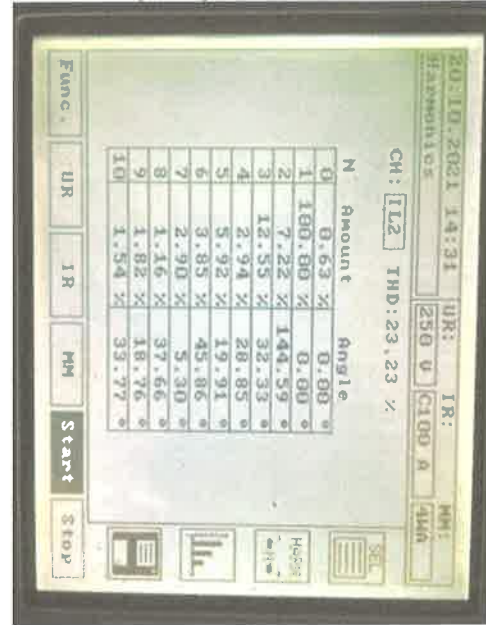 20.10.2021 14:31 UR: IR: MM:
Harmonics 250 V C100 A 4WA
CH: IL2 THD:23,23 %
N Amount Angle
0 0.63 % 0.00 °
1 100.00 % 0.00 °
2 7.22 % 144.59 °
3 12.55 % 32.33 °
4 2.94 % 28.85 °
5 5.92 % 19.91 °
6 3.85 % 45.86 °
7 2.90 % 5.30 °
8 1.16 % 37.66 °
9 1.82 % 18.76 °
10 1.54 % 33.77 °
SEL
Func. UR IR MM Start Stop